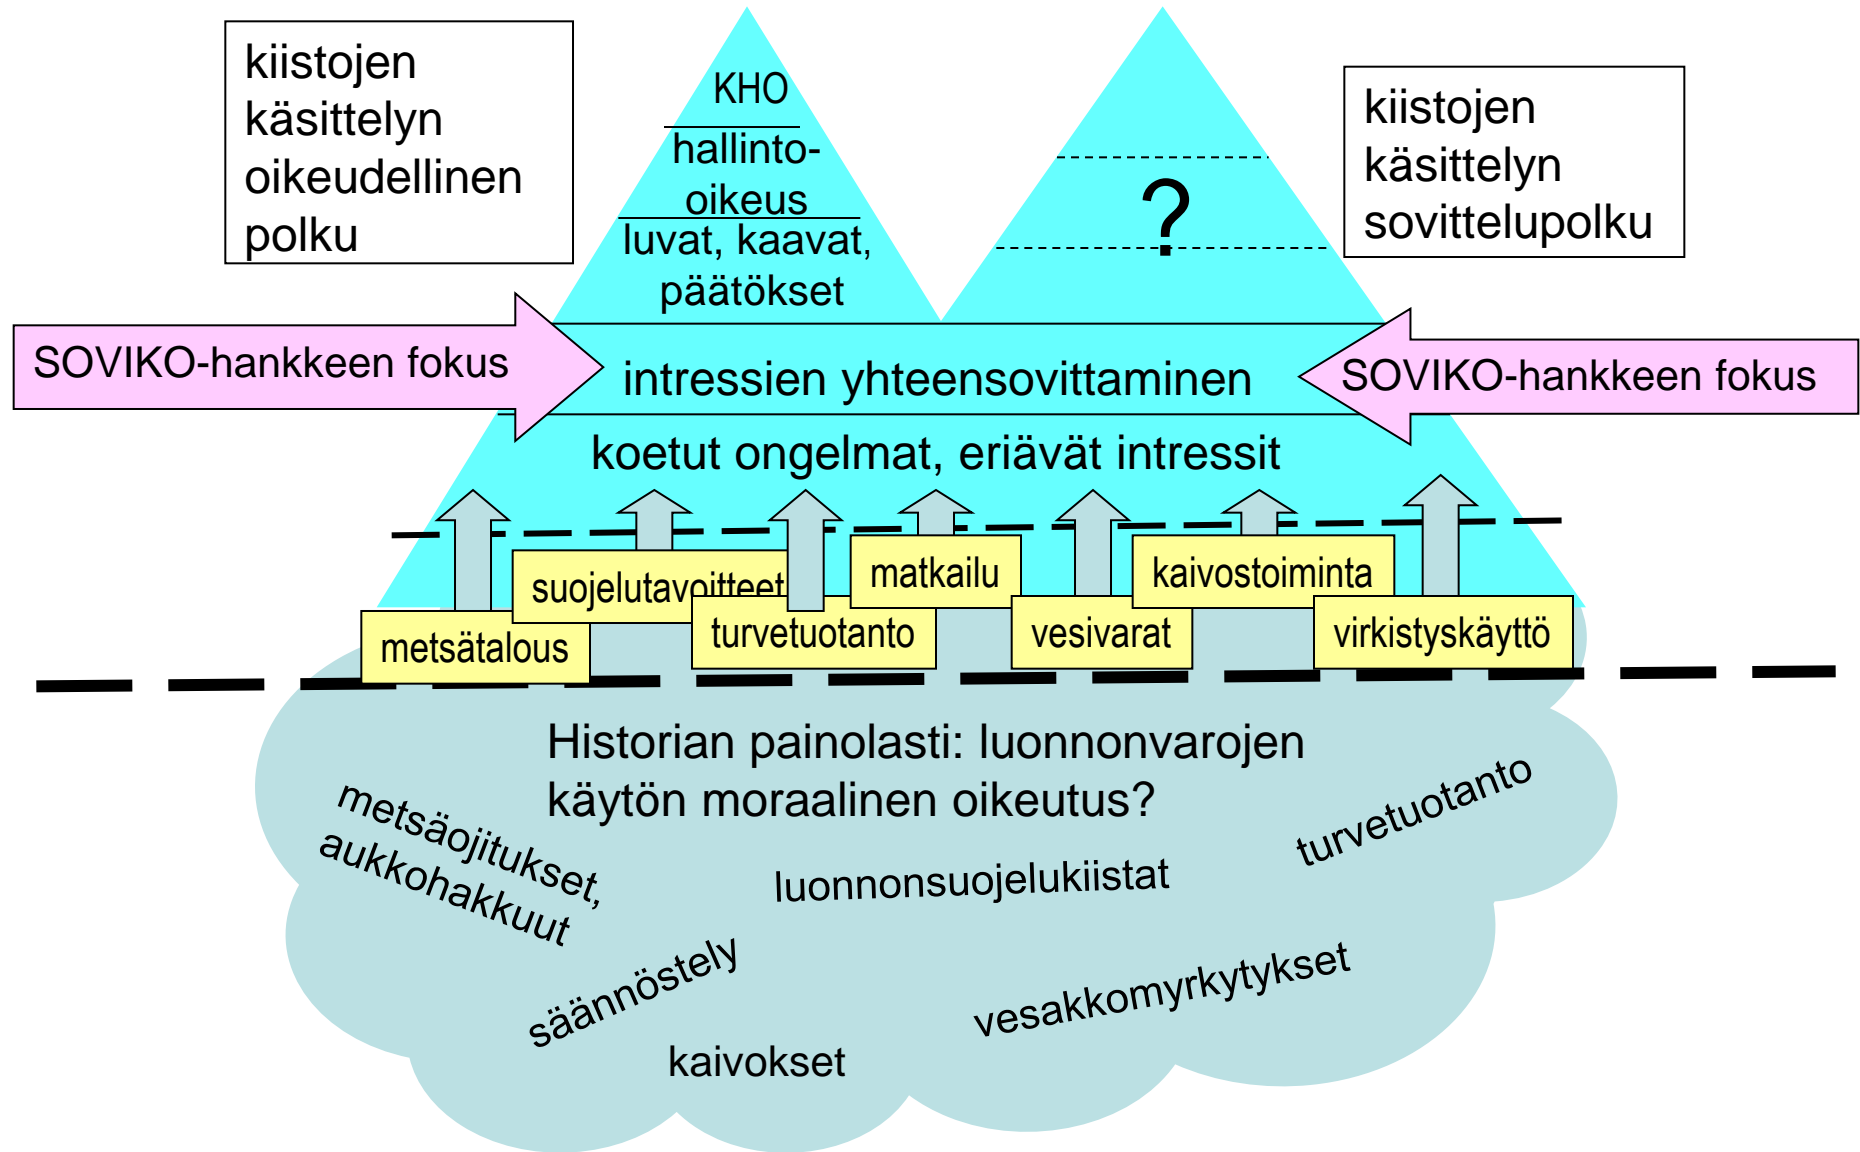 kiistojen
käsittelyn
oikeudellinen
polku
KHO
hallinto-
oikeus
luvat, kaavat,
päätökset
?
kiistojen
käsittelyn
sovittelupolku
SOVIKO-hankkeen fokus
intressien yhteensovittaminen
SOVIKO-hankkeen fokus
koetut ongelmat, eriävät intressit
metsätalous
suojelutavoitteet
turvetuotanto
matkailu
vesivarat
kaivostoiminta
virkistyskäyttö
Historian painolasti: luonnonvarojen
käytön moraalinen oikeutus?
metsäojitukset,
aukkohakkuut
luonnonsuojelukiistat
turvetuotanto
säännöstely
vesakkomyrkytykset
kaivokset